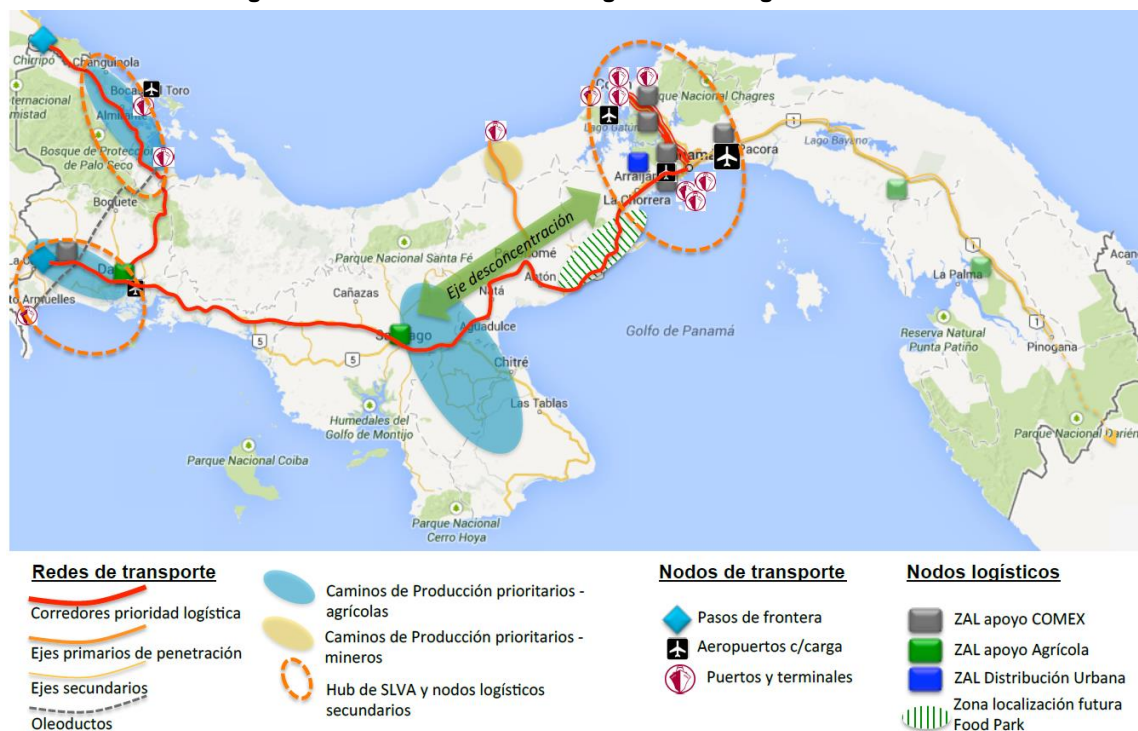 Chirripó
Changuinola
Bocas del Toro
Almirante
Bosque de Protección
de Palo Seco
Boquete
Parque Nacional Santa Fé
Cañazas
Eje desconcentración
Antón
Natá
Aguadulce
Santiago
5
5
Chitré
Las Tablas
Humedales del
Golfo de Montijo
Parque Nacional Coiba
Parque Nacional
Cerro Hoya
Golfo de Panamá
Parque Nacional Chagres
Lago Gatún
Arraiján
La Chorrera
Pacora
1
Lago Bayano
La Palma
Reserva Natural
Punta Patiño
1
Pinogana
Parque Nacional Darién
Redes de transporte
Corredores prioridad logística
Ejes primarios de penetración
Ejes secundarios
Oleoductos
Caminos de Producción prioritarios -
agrícolas
Caminos de Producción prioritarios -
mineros
Hub de SLVA y nodos logísticos
secundarios
Nodos de transporte
Pasos de frontera
Aeropuertos c/carga
Puertos y terminales
Nodos logísticos
ZAL apoyo COMEX
ZAL apoyo Agrícola
ZAL Distribución Urbana
Zona localización futura
Food Park